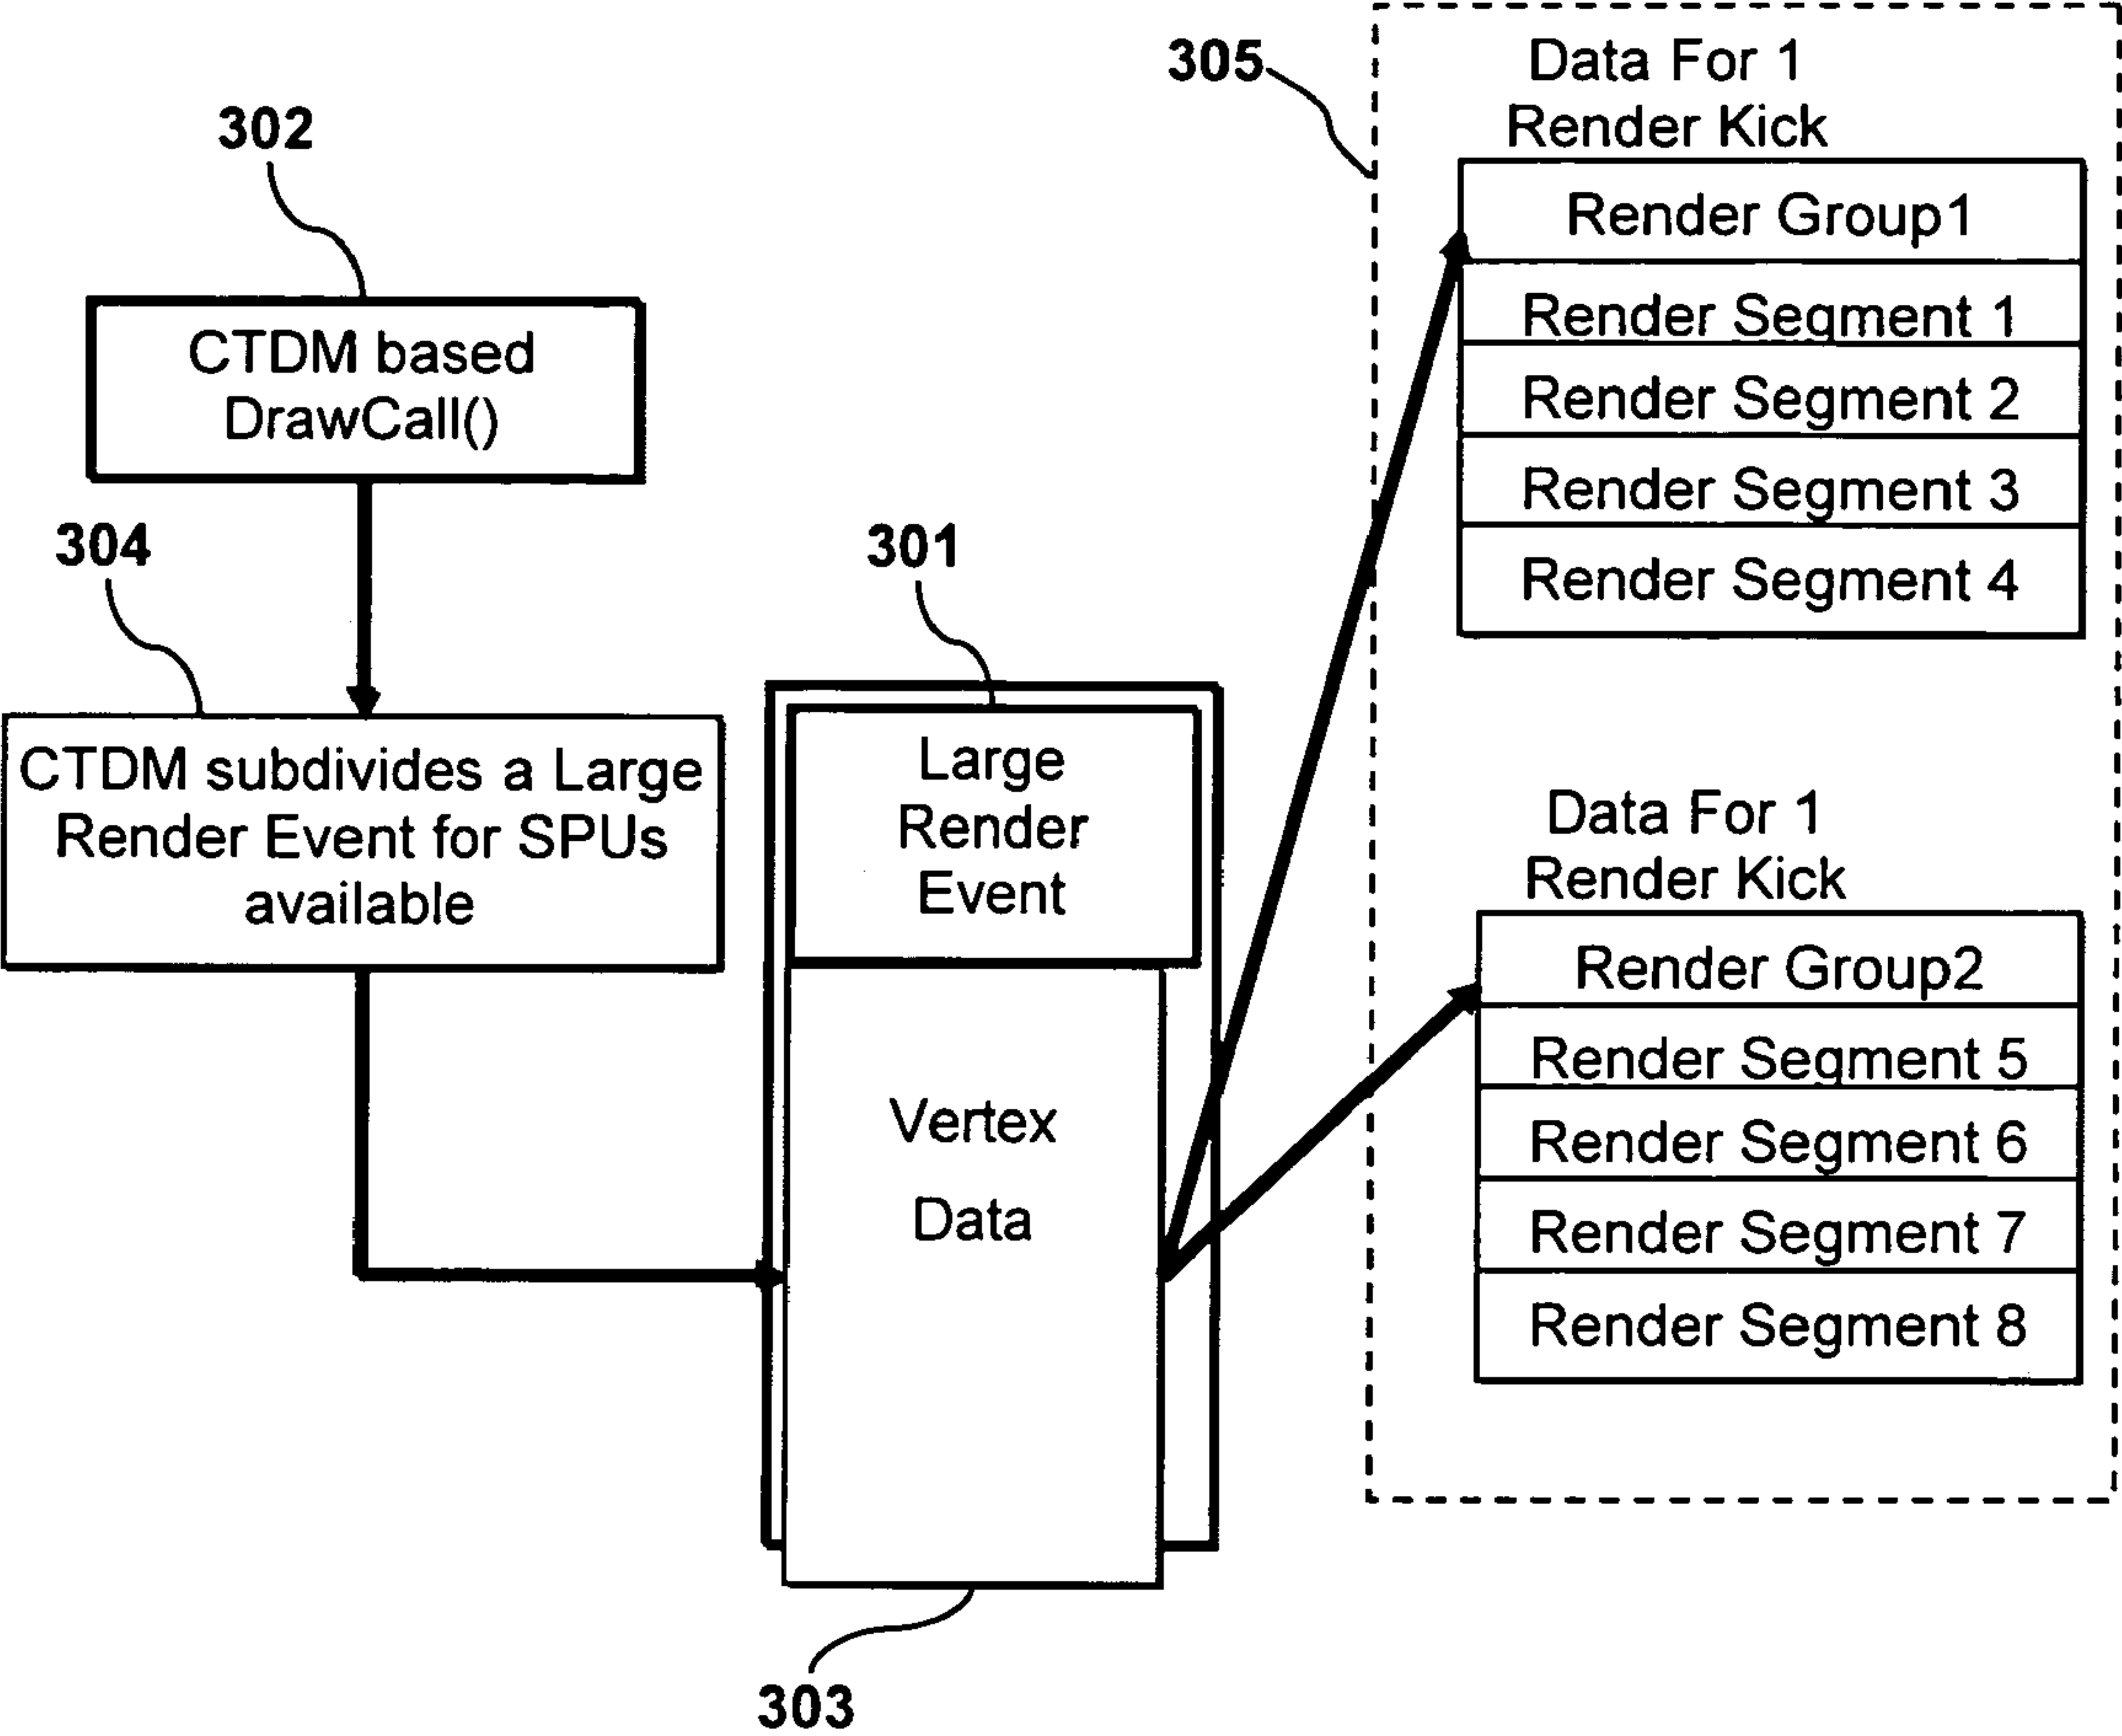 302
CTDM based
DrawCall()
304
CTDM subdivides a Large
Render Event for SPUs
available
301
Large
Render
Event
Vertex
Data
303
305
Data For 1
Render Kick
Render Group1
Render Segment 1
Render Segment 2
Render Segment 3
Render Segment 4
Data For 1
Render Kick
Render Group2
Render Segment 5
Render Segment 6
Render Segment 7
Render Segment 8